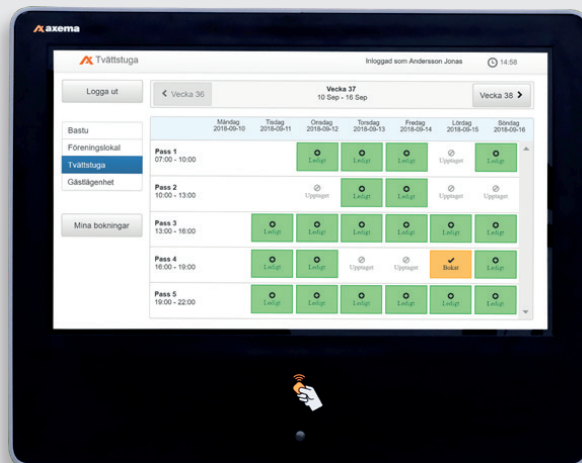 axema
Tvättstuga
Inloggad som Andersson Jonas
14:58
Logga ut
Vecka 36
Vecka 37
10 Sep - 16 Sep
Vecka 38
Bastu
Föreningslokal
Tvättstuga
Gästlägenhet
Mina bokningar
Måndag Tisdag Onsdag Torsdag Fredag Lördag Söndag
2018-09-10 2018-09-11 2018-09-12 2018-09-13 2018-09-14 2018-09-15 2018-09-16
Pass 1
07:00 - 10:00
Ledigt Ledigt Ledigt Upptaget Ledigt
Pass 2
10:00 - 13:00
Upptaget Ledigt Ledigt Upptaget Upptaget
Pass 3
13:00 - 16:00
Ledigt Ledigt Ledigt Ledigt Ledigt Ledigt
Pass 4
16:00 - 19:00
Ledigt Ledigt Upptaget Upptaget Bokat Ledigt
Pass 5
19:00 - 22:00
Ledigt Ledigt Ledigt Ledigt Ledigt Ledigt